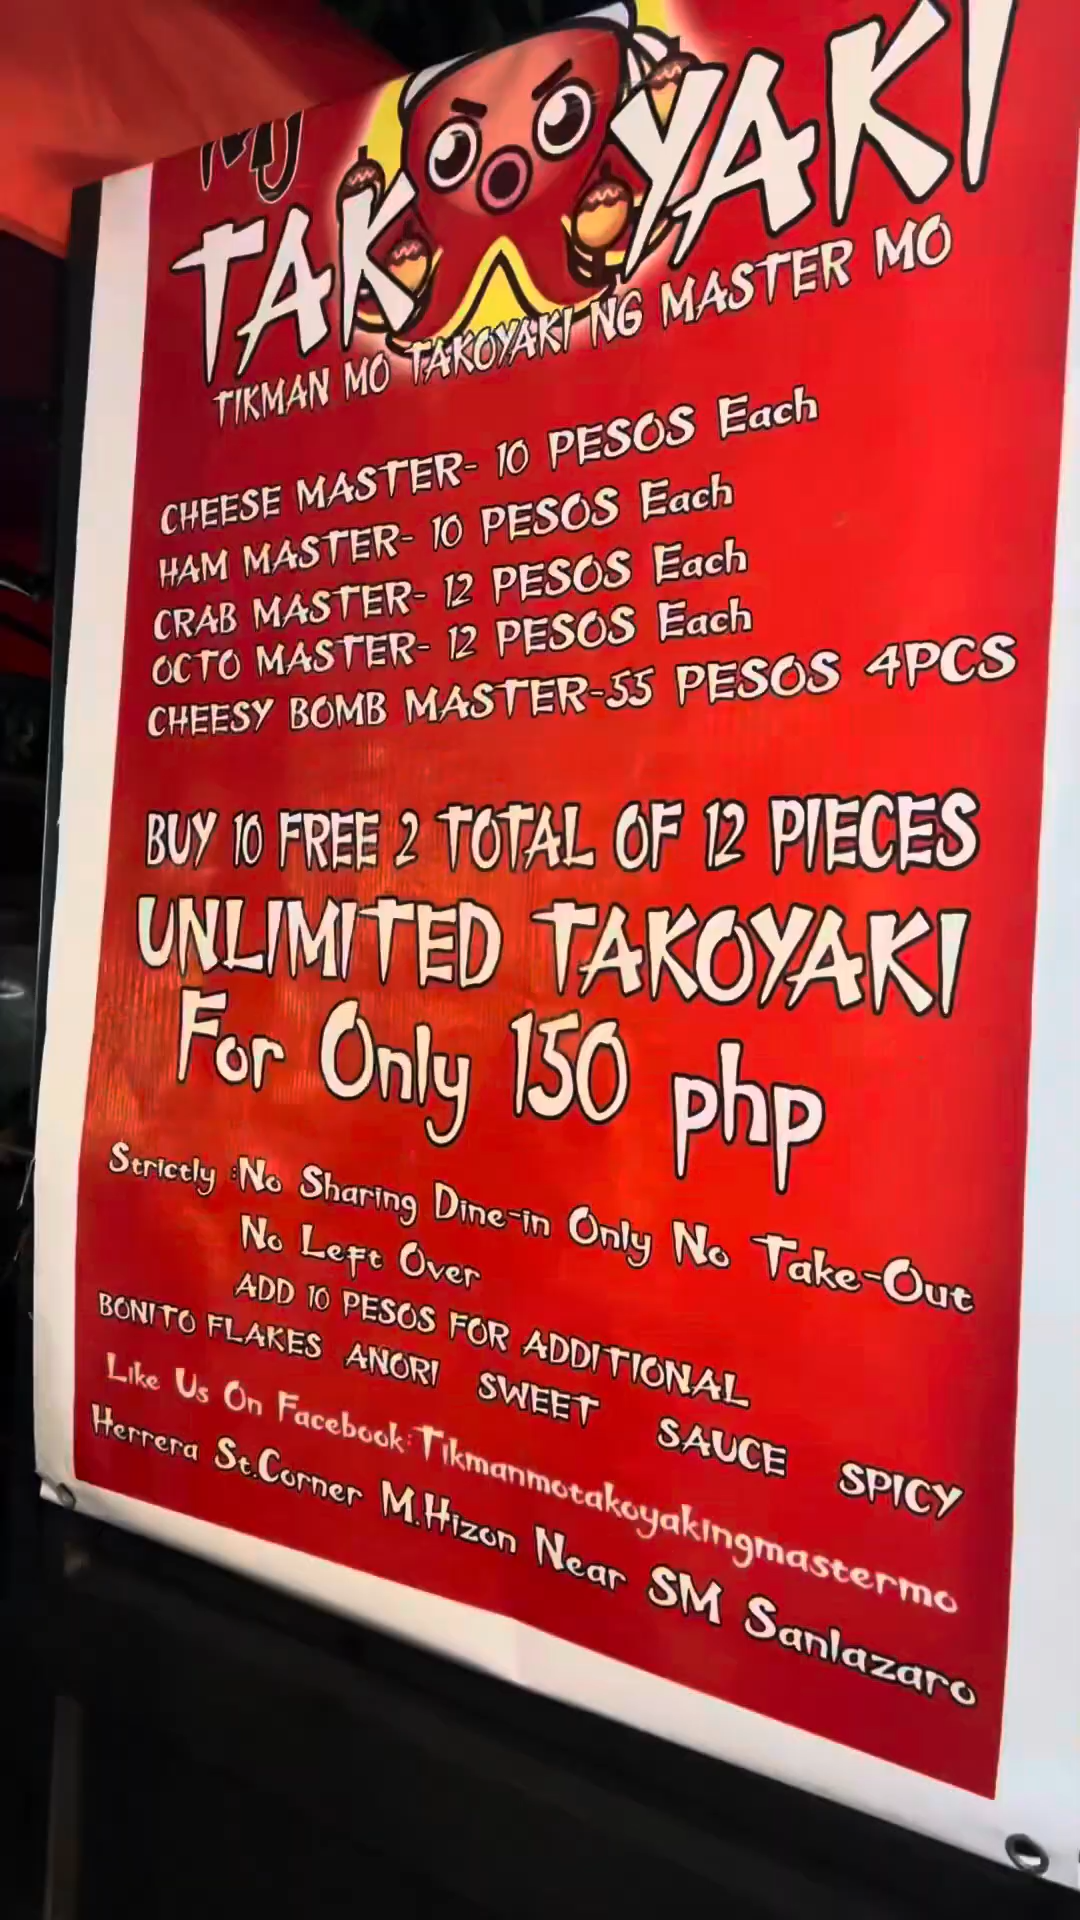 MJ
TAKOYAKI
TIKMAN MO TAKOYAKI NG MASTER MO
CHEESE MASTER- 10 PESOS Each
HAM MASTER- 10 PESOS Each
CRAB MASTER- 12 PESOS Each
OCTO MASTER- 12 PESOS Each
CHEESY BOMB MASTER-55 PESOS 4PCS
BUY 10 FREE 2 TOTAL OF 12 PIECES
UNLIMITED TAKOYAKI
For Only 150 php
Strictly :No Sharing Dine-in Only No Take-Out
No Left Over
ADD 10 PESOS FOR ADDITIONAL
BONITO FLAKES ANORI SWEET SAUCE SPICY
Like Us On Facebook:Tikmanmotakoyakingmastermo
Herrera St.Corner M.Hizon Near SM Sanlazaro